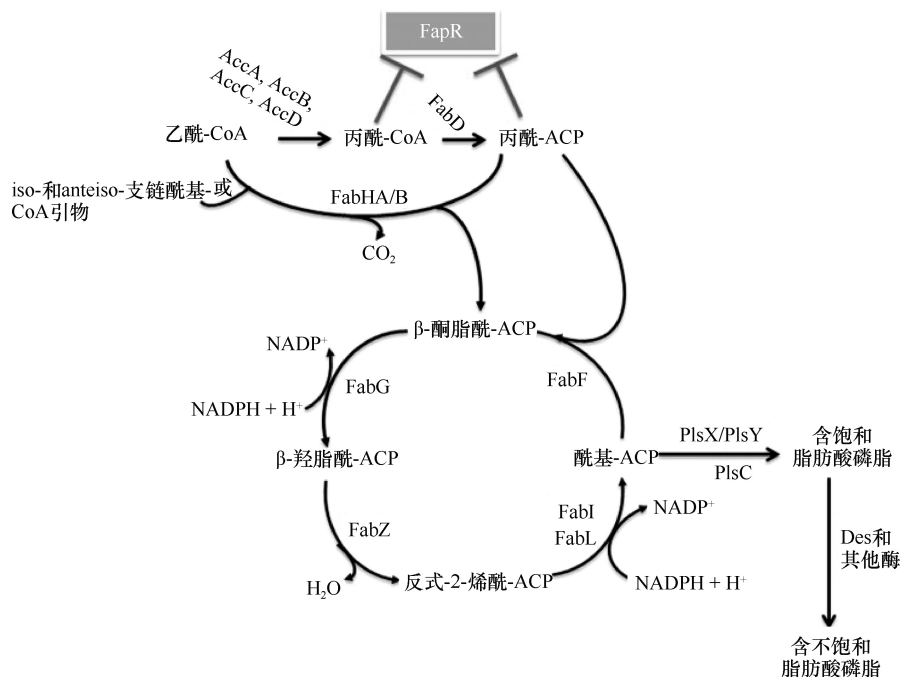 FapR
AccA, AccB,
AccC, AccD
FabD
乙酰-CoA
丙酰-CoA
丙酰-ACP
iso-和anteiso-支链酰基-或
CoA引物
FabHA/B
CO₂
β-酮脂酰-ACP
NADP⁺
FabG
FabF
NADPH + H⁺
β-羟脂酰-ACP
酰基-ACP
PlsX/PlsY
PlsC
含饱和
脂肪酸磷脂
FabZ
FabI
FabL
NADP⁺
Des和
其他酶
H₂O
反式-2-烯酰-ACP
NADPH + H⁺
含不饱和
脂肪酸磷脂